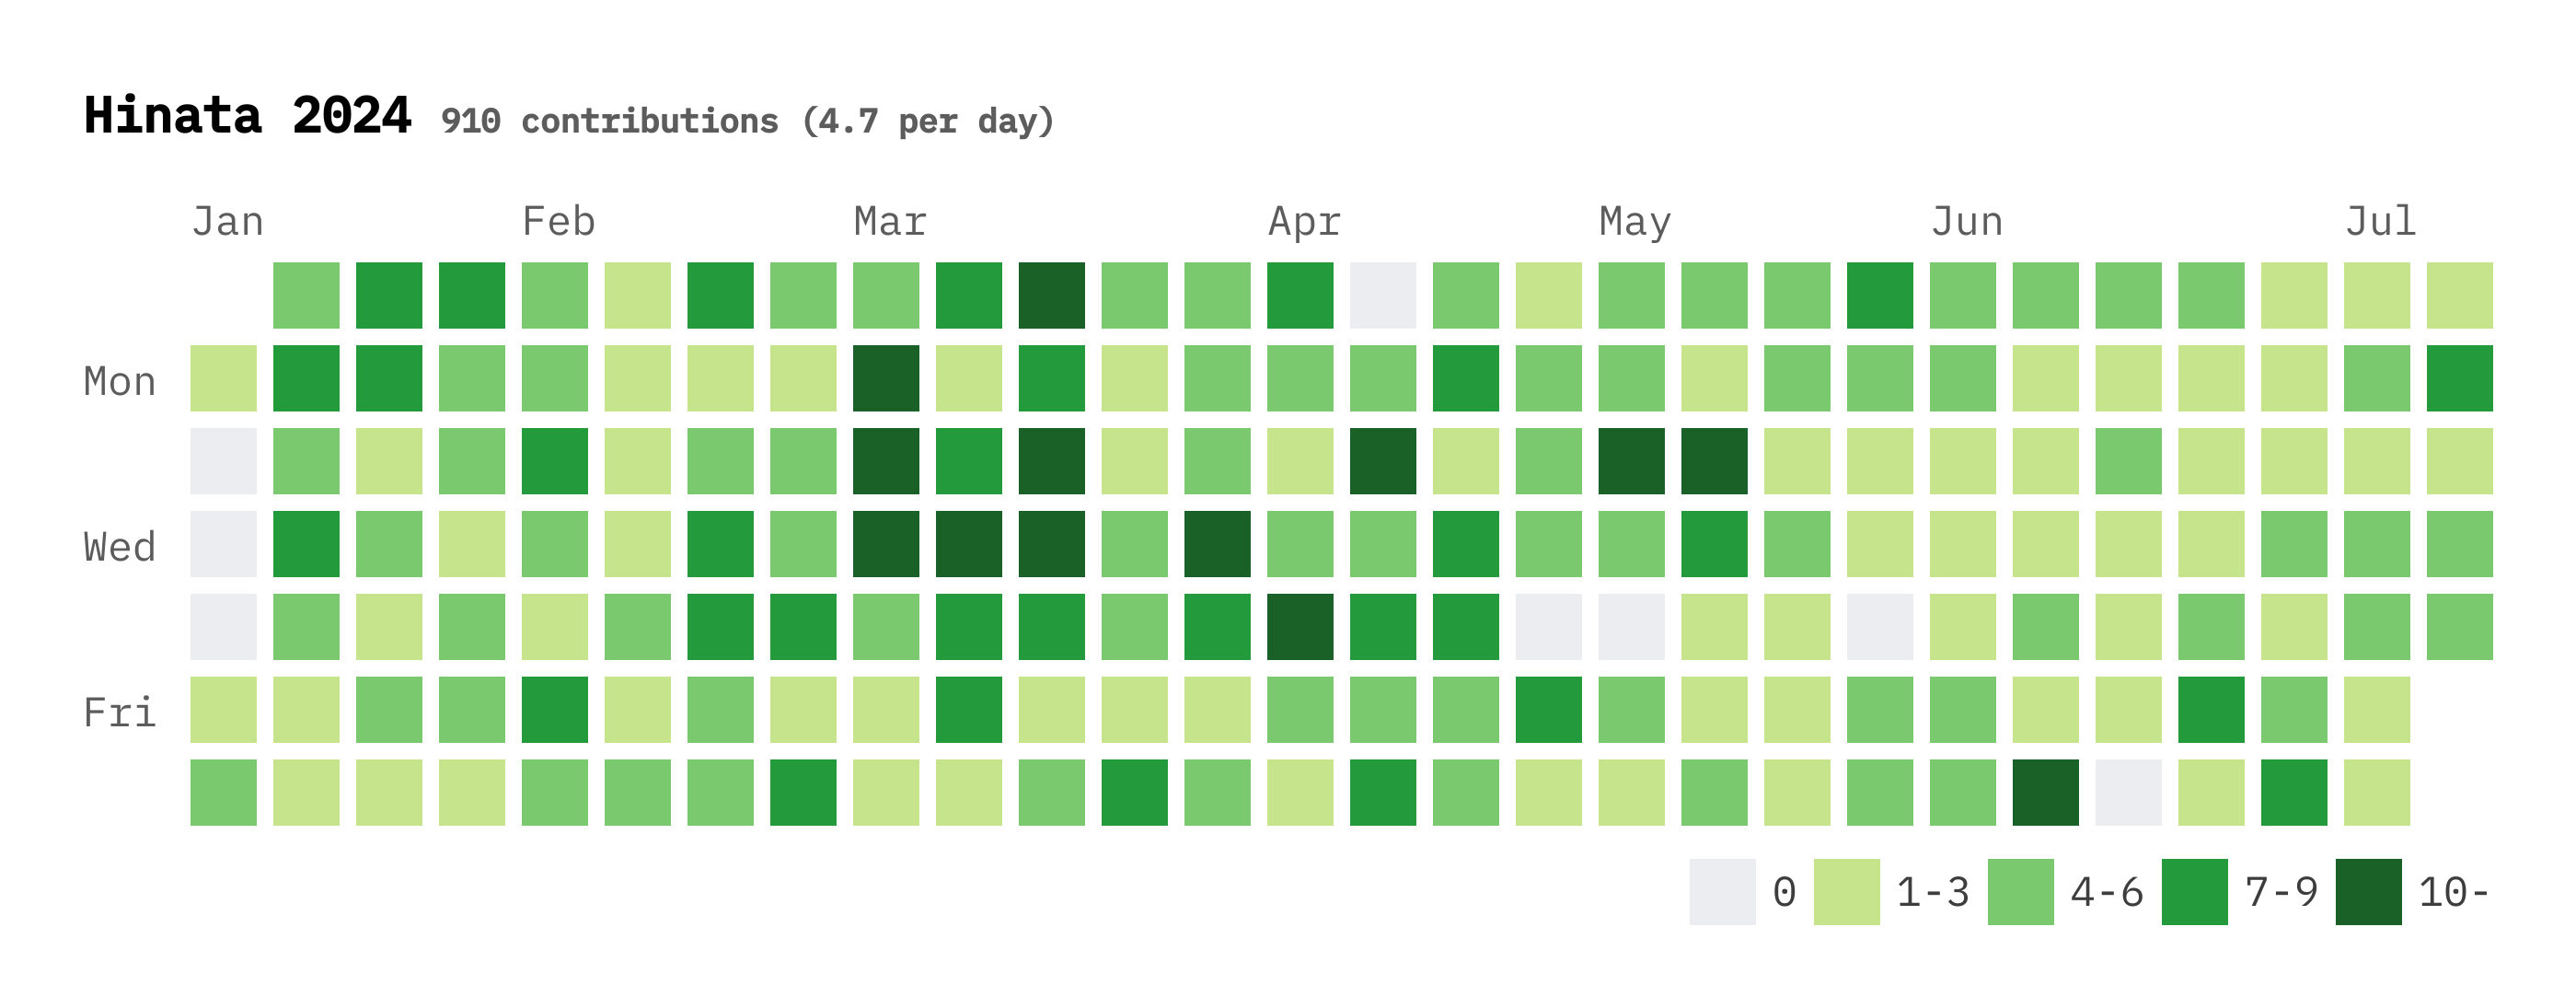 Hinata 2024 910 contributions (4.7 per day)
Jan Feb Mar Apr May Jun Jul
Mon
Wed
Fri
0 1-3 4-6 7-9 10-